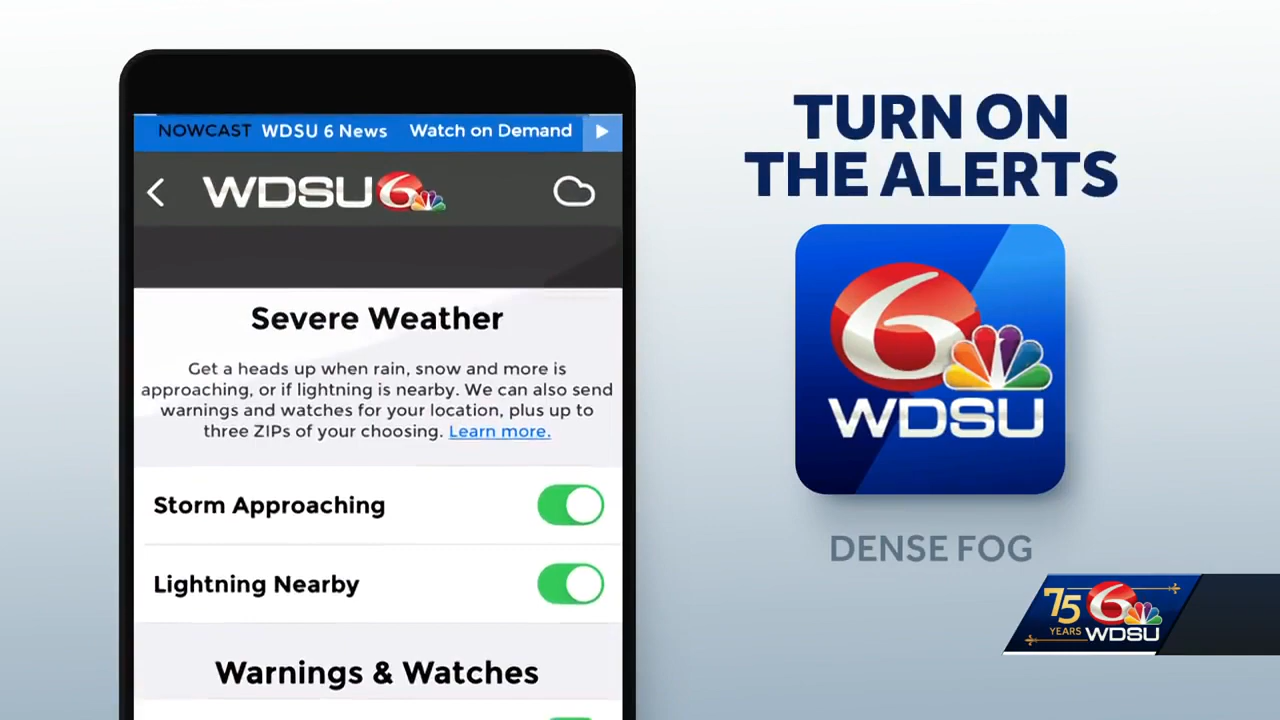 NOWCAST WDSU 6 News Watch on Demand
WDSU 6
Severe Weather
Get a heads up when rain, snow and more is
approaching, or if lightning is nearby. We can also send
warnings and watches for your location, plus up to
three ZIPs of your choosing. Learn more.
Storm Approaching
Lightning Nearby
Warnings & Watches
TURN ON
THE ALERTS
6
WDSU
DENSE FOG
75 6
YEARS WDSU